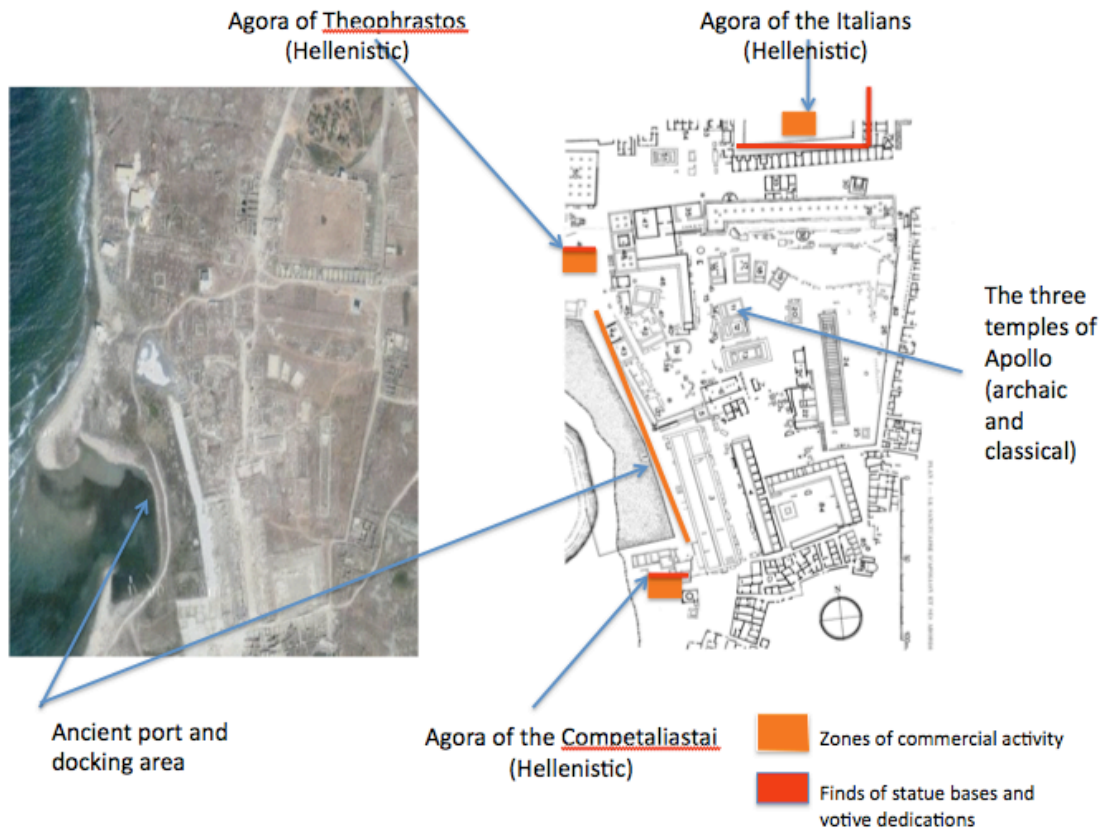 Agora of Theophrastos
(Hellenistic)
Agora of the Italians
(Hellenistic)
The three
temples of
Apollo
(archaic
and
classical)
Ancient port and
docking area
Agora of the Competaliastai
(Hellenistic)
Zones of commercial activity
Finds of statue bases and
votive dedications